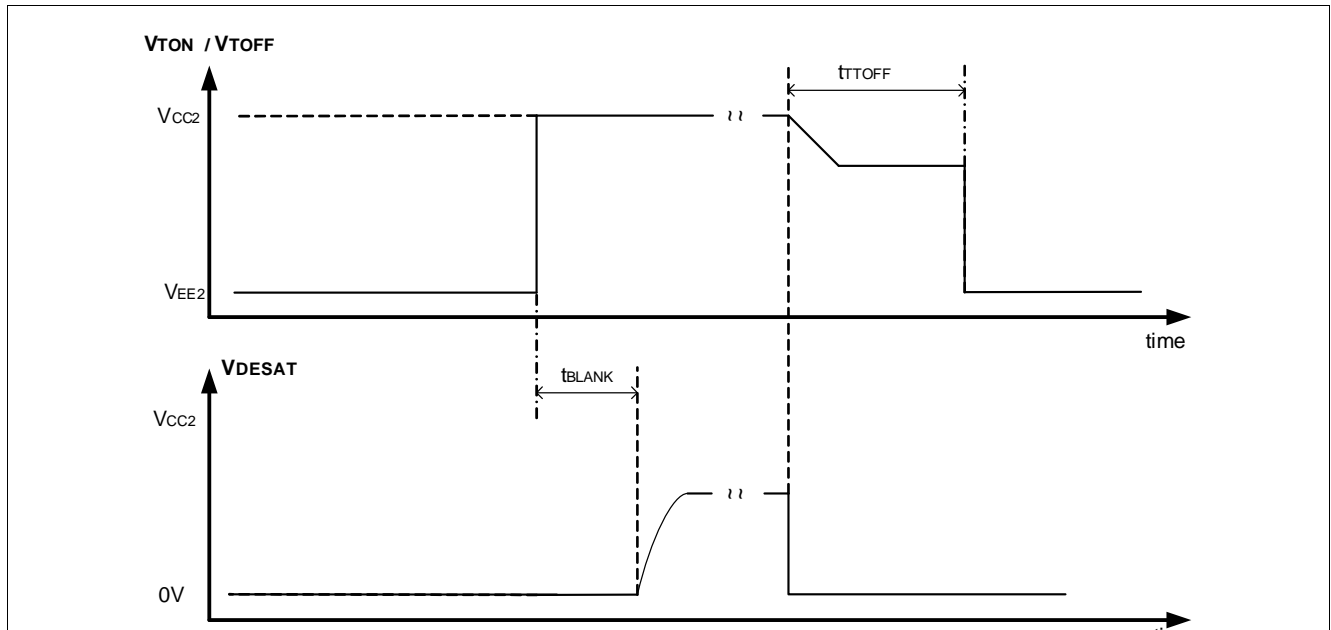 VTON / VTOFF
tTTOFF
VCC2
VEE2
time
VDESAT
tBLANK
VCC2
0V